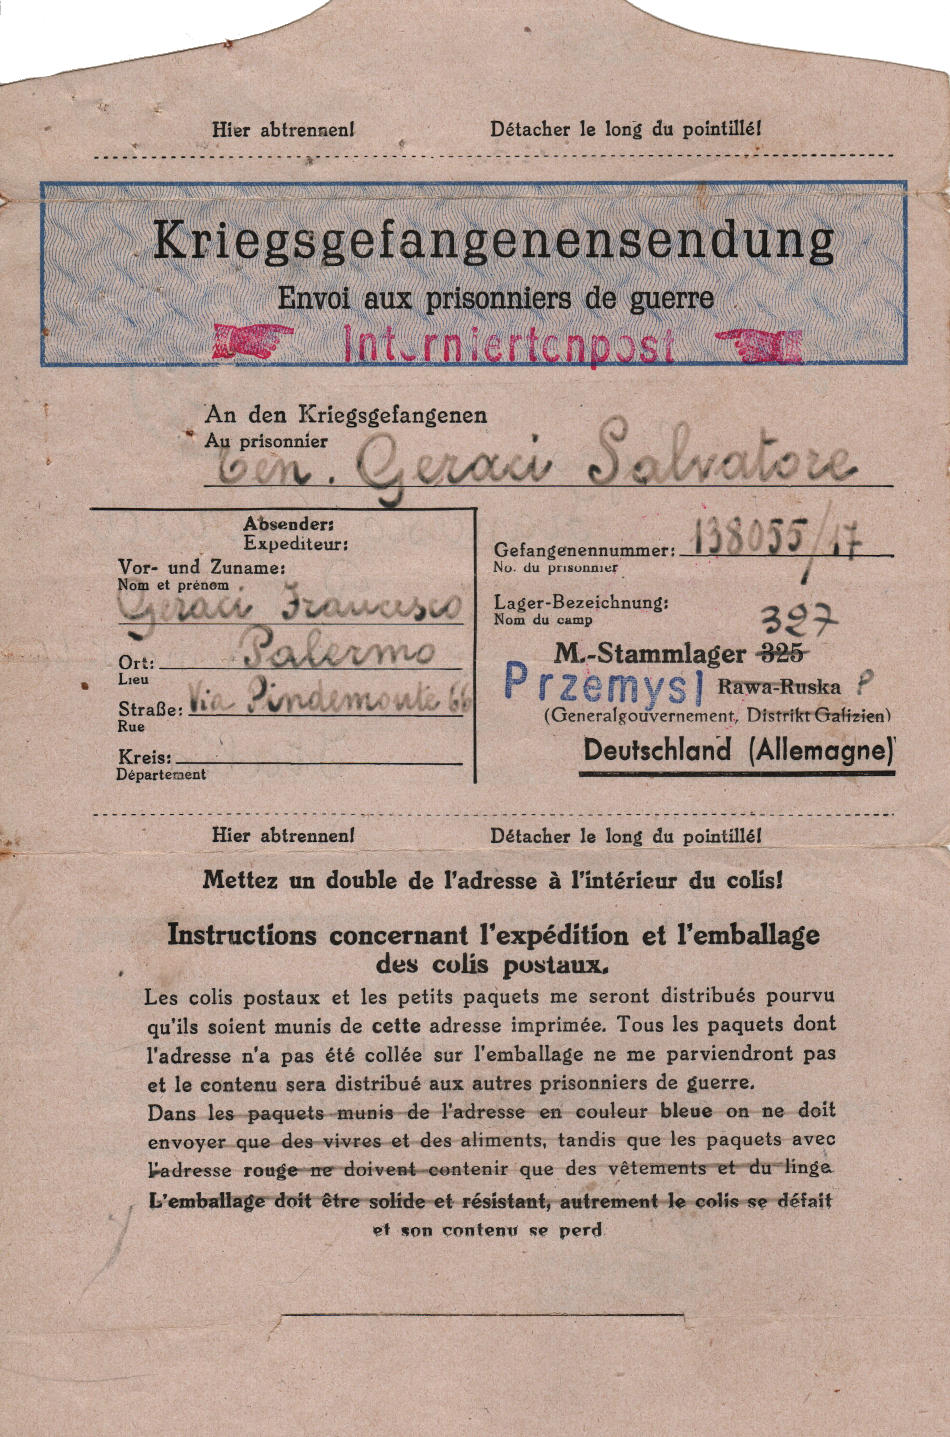 Hier abtrennen! Détacher le long du pointillé!
Kriegsgefangenensendung
Envoi aux prisonniers de guerre
Interniertenpost
An den Kriegsgefangenen
Au prisonnier
Ten. Geraci Salvatore
Absender:
Expediteur:
Vor- und Zuname:
Nom et prénom
Geraci Francesco
Ort: Palermo
Lieu
Straße: Via Pindemonte 66
Rue
Kreis:
Département
Gefangenennummer: 138055/17
No. du prisonnier
Lager-Bezeichnung:
Nom du camp
327
M.-Stammlager 325
Przemysl Rawa-Ruska P
(Generalgouvernement, Distrikt Galizien)
Deutschland (Allemagne)
Hier abtrennen! Détacher le long du pointillé!
Mettez un double de l'adresse à l'intérieur du colis!
Instructions concernant l'expédition et l'emballage
des colis postaux.
Les colis postaux et les petits paquets me seront distribués pourvu
qu'ils soient munis de cette adresse imprimée. Tous les paquets dont
l'adresse n'a pas été collée sur l'emballage ne me parviendront pas
et le contenu sera distribué aux autres prisonniers de guerre.
Dans les paquets munis de l'adresse en couleur bleue on ne doit
envoyer que des vivres et des aliments, tandis que les paquets avec
l'adresse rouge ne doivent contenir que des vêtements et du linge
L'emballage doit être solide et résistant, autrement le colis se défait
et son contenu se perd